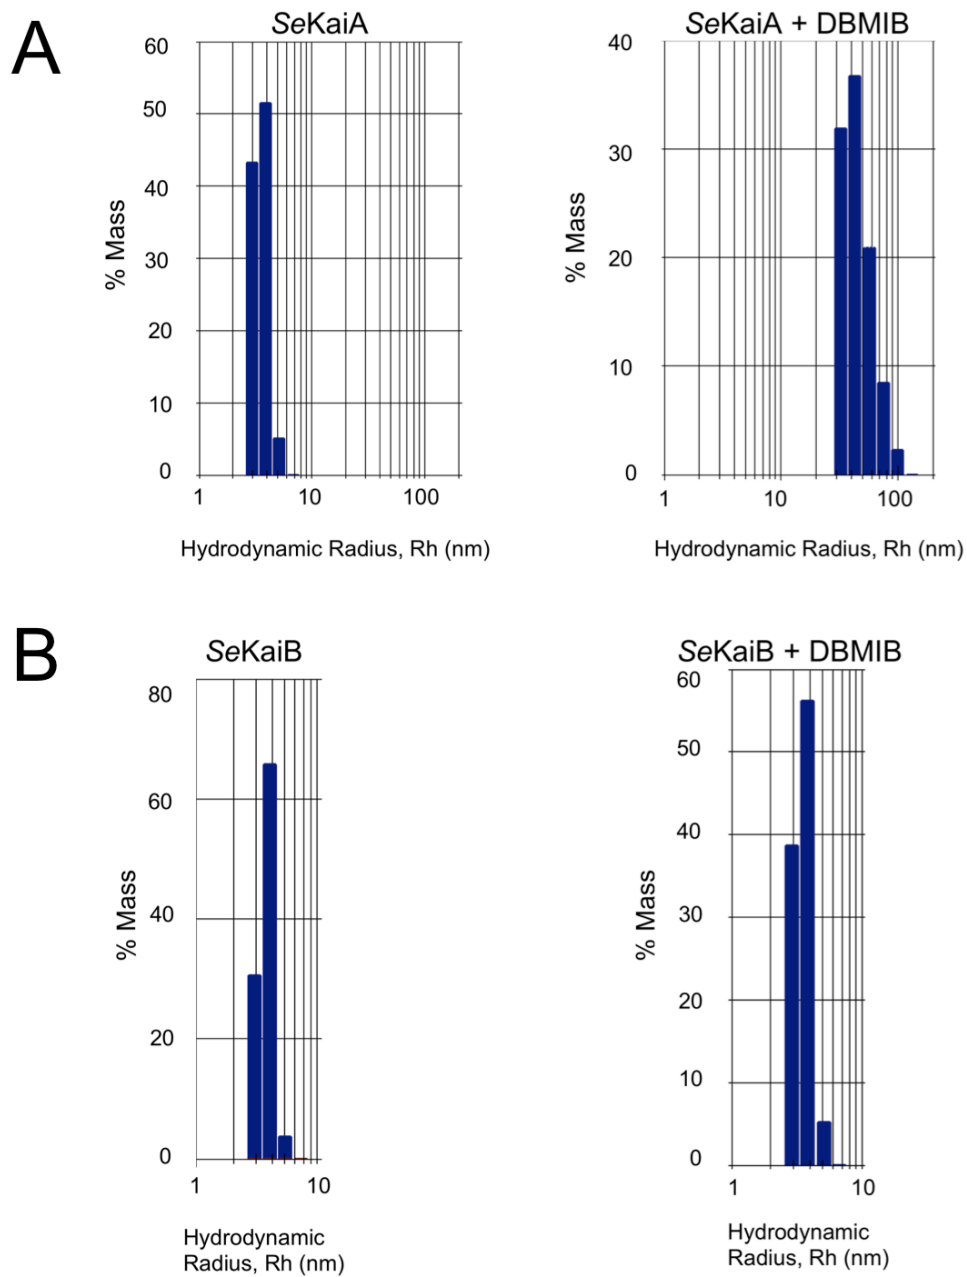 A
SeKaiA
SeKaiA + DBMIB
60
50
40
30
20
10
0
% Mass
1 10 100
Hydrodynamic Radius, Rh (nm)
40
30
20
10
0
% Mass
1 10 100
Hydrodynamic Radius, Rh (nm)
B
SeKaiB
SeKaiB + DBMIB
80
60
40
20
0
% Mass
1 10
Hydrodynamic
Radius, Rh (nm)
60
50
40
30
20
10
0
% Mass
1 10
Hydrodynamic
Radius, Rh (nm)